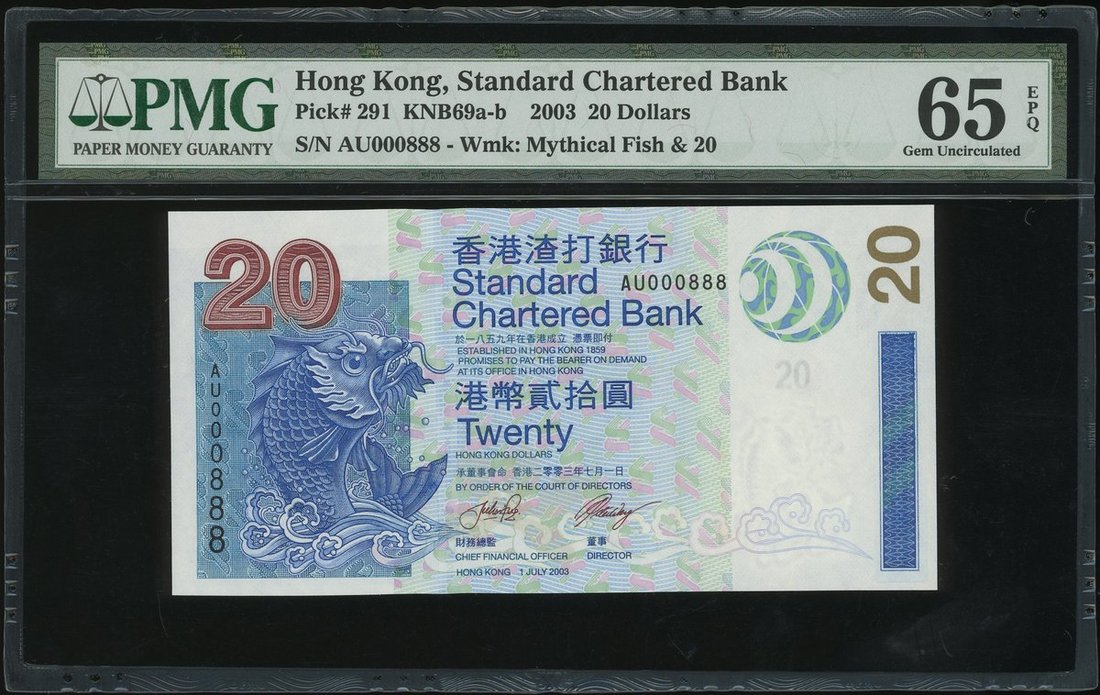 PMG
PAPER MONEY GUARANTY
Hong Kong, Standard Chartered Bank
Pick# 291 KNB69a-b 2003 20 Dollars
S/N AU000888 - Wmk: Mythical Fish & 20
65
EPQ
Gem Uncirculated
20
香港渣打銀行
Standard
Chartered Bank
AU000888
20
於一八五九年在香港成立 憑票即付
ESTABLISHED IN HONG KONG 1859
PROMISES TO PAY THE BEARER ON DEMAND
AT ITS OFFICE IN HONG KONG
20
AU000888
港幣貳拾圓
Twenty
HONG KONG DOLLARS
承董事會命 香港二零零三年七月一日
BY ORDER OF THE COURT OF DIRECTORS
財務總監
董事
CHIEF FINANCIAL OFFICER
DIRECTOR
HONG KONG 1 JULY 2003